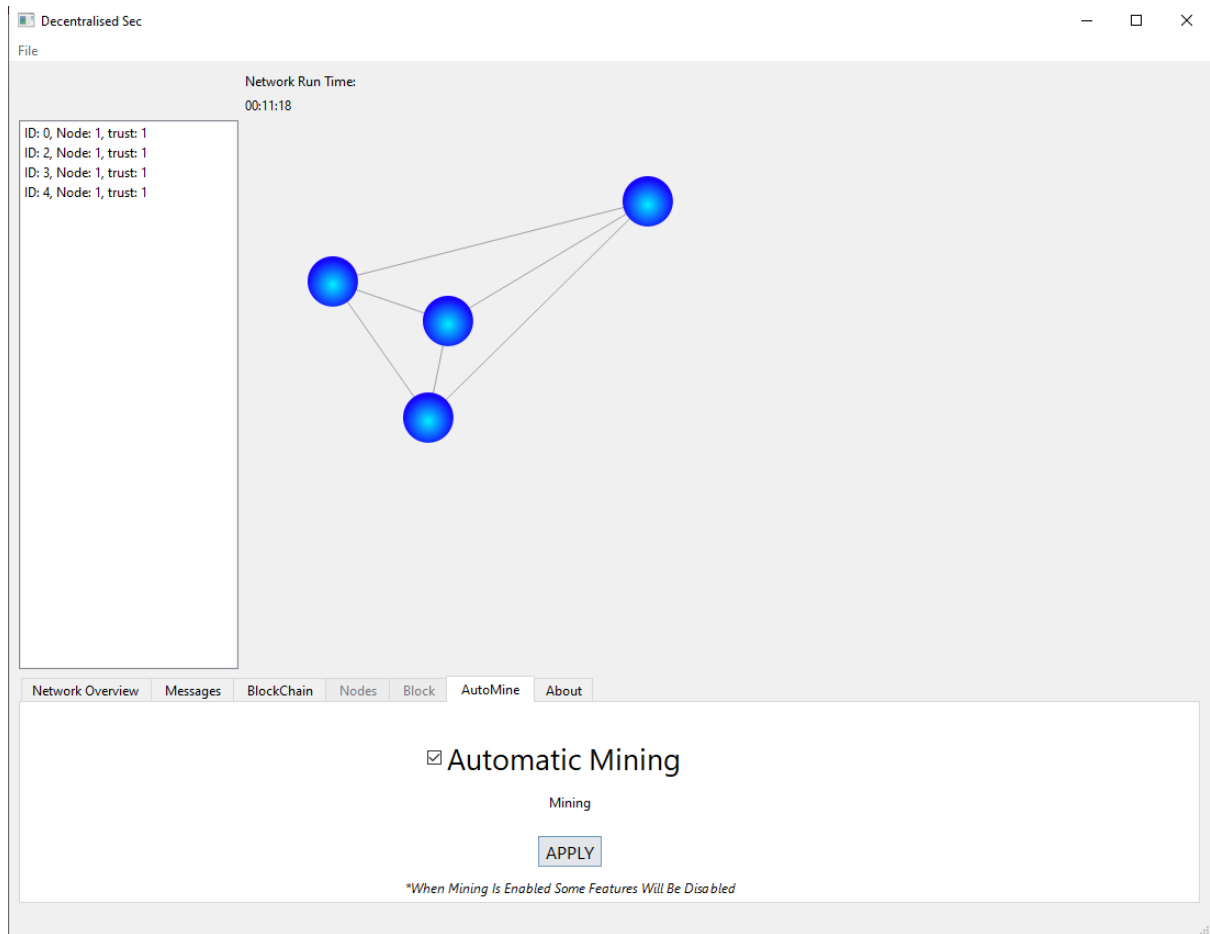 Decentralised Sec
File
Network Run Time:
00:11:18
ID: 0, Node: 1, trust: 1
ID: 2, Node: 1, trust: 1
ID: 3, Node: 1, trust: 1
ID: 4, Node: 1, trust: 1
Network Overview Messages BlockChain Nodes Block AutoMine About
Automatic Mining
Mining
APPLY
*When Mining Is Enabled Some Features Will Be Disabled